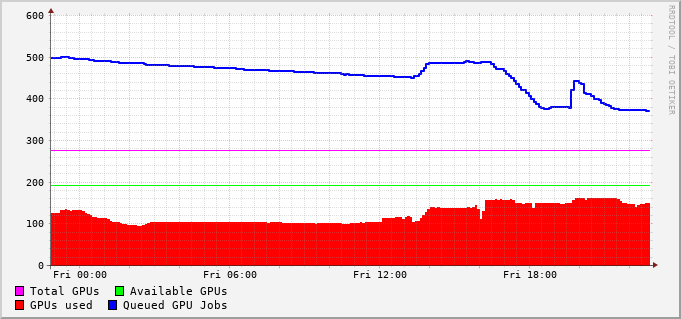 RRDTOOL / TOBI OETIKER
600
500
400
300
200
100
0
Fri 00:00 Fri 06:00 Fri 12:00 Fri 18:00
Total GPUs Available GPUs
GPUs used Queued GPU Jobs